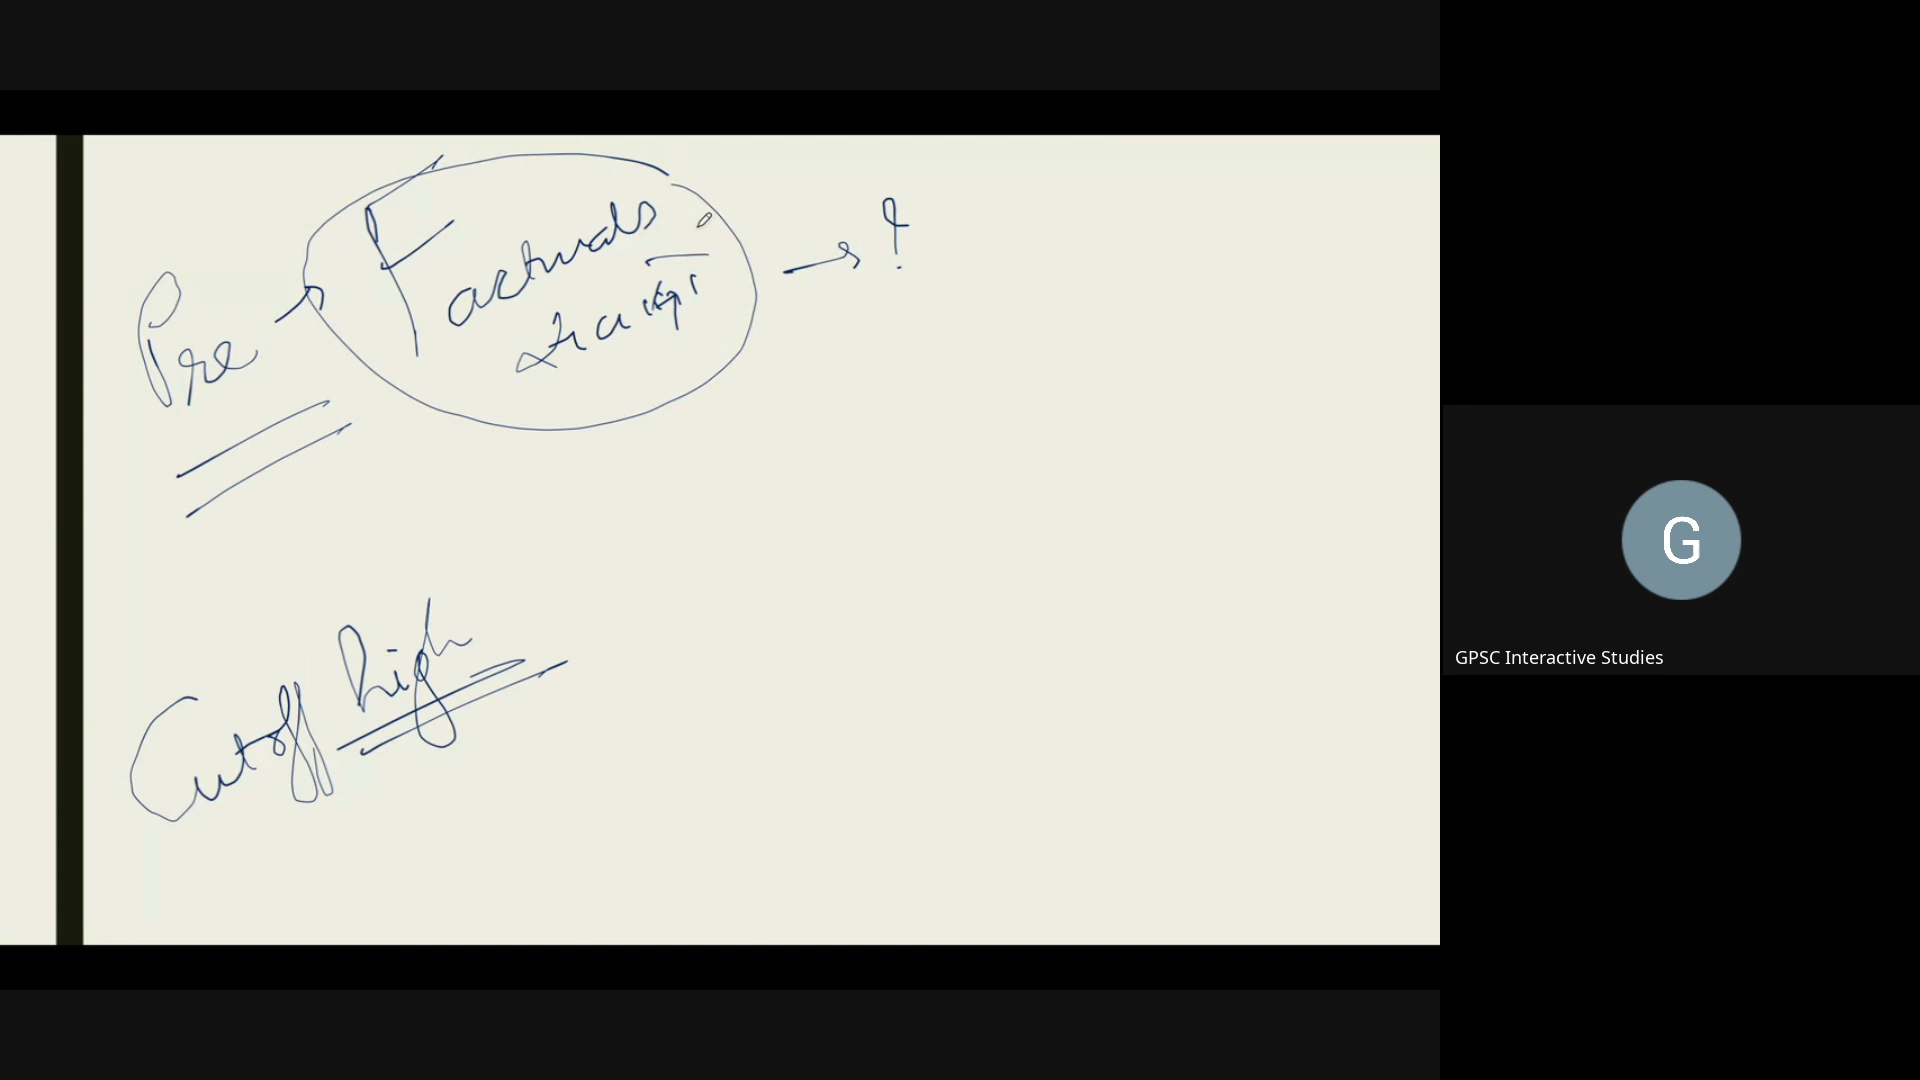 Pre → Factuals → ?
Cutoff high
G
GPSC Interactive Studies